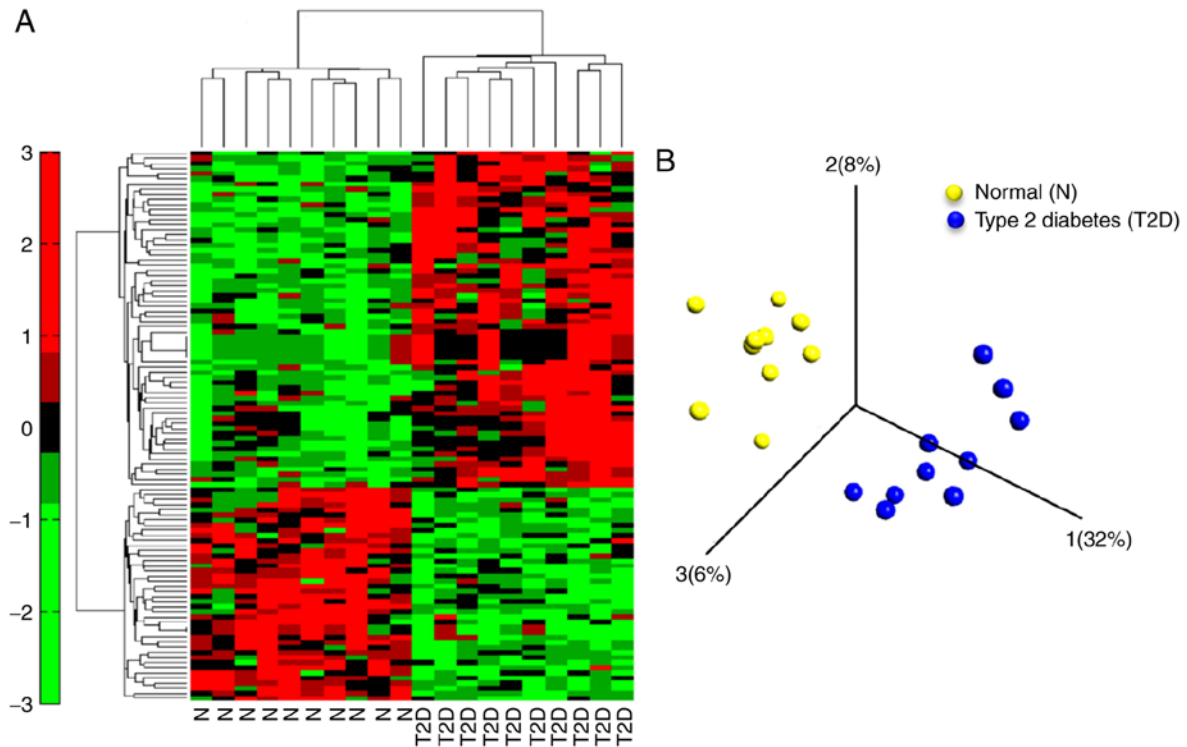 A
3
2
1
0
−1
−2
−3
N N N N N N N N N N T2D T2D T2D T2D T2D T2D T2D T2D T2D T2D
B
2(8%)
Normal (N)
Type 2 diabetes (T2D)
1(32%)
3(6%)